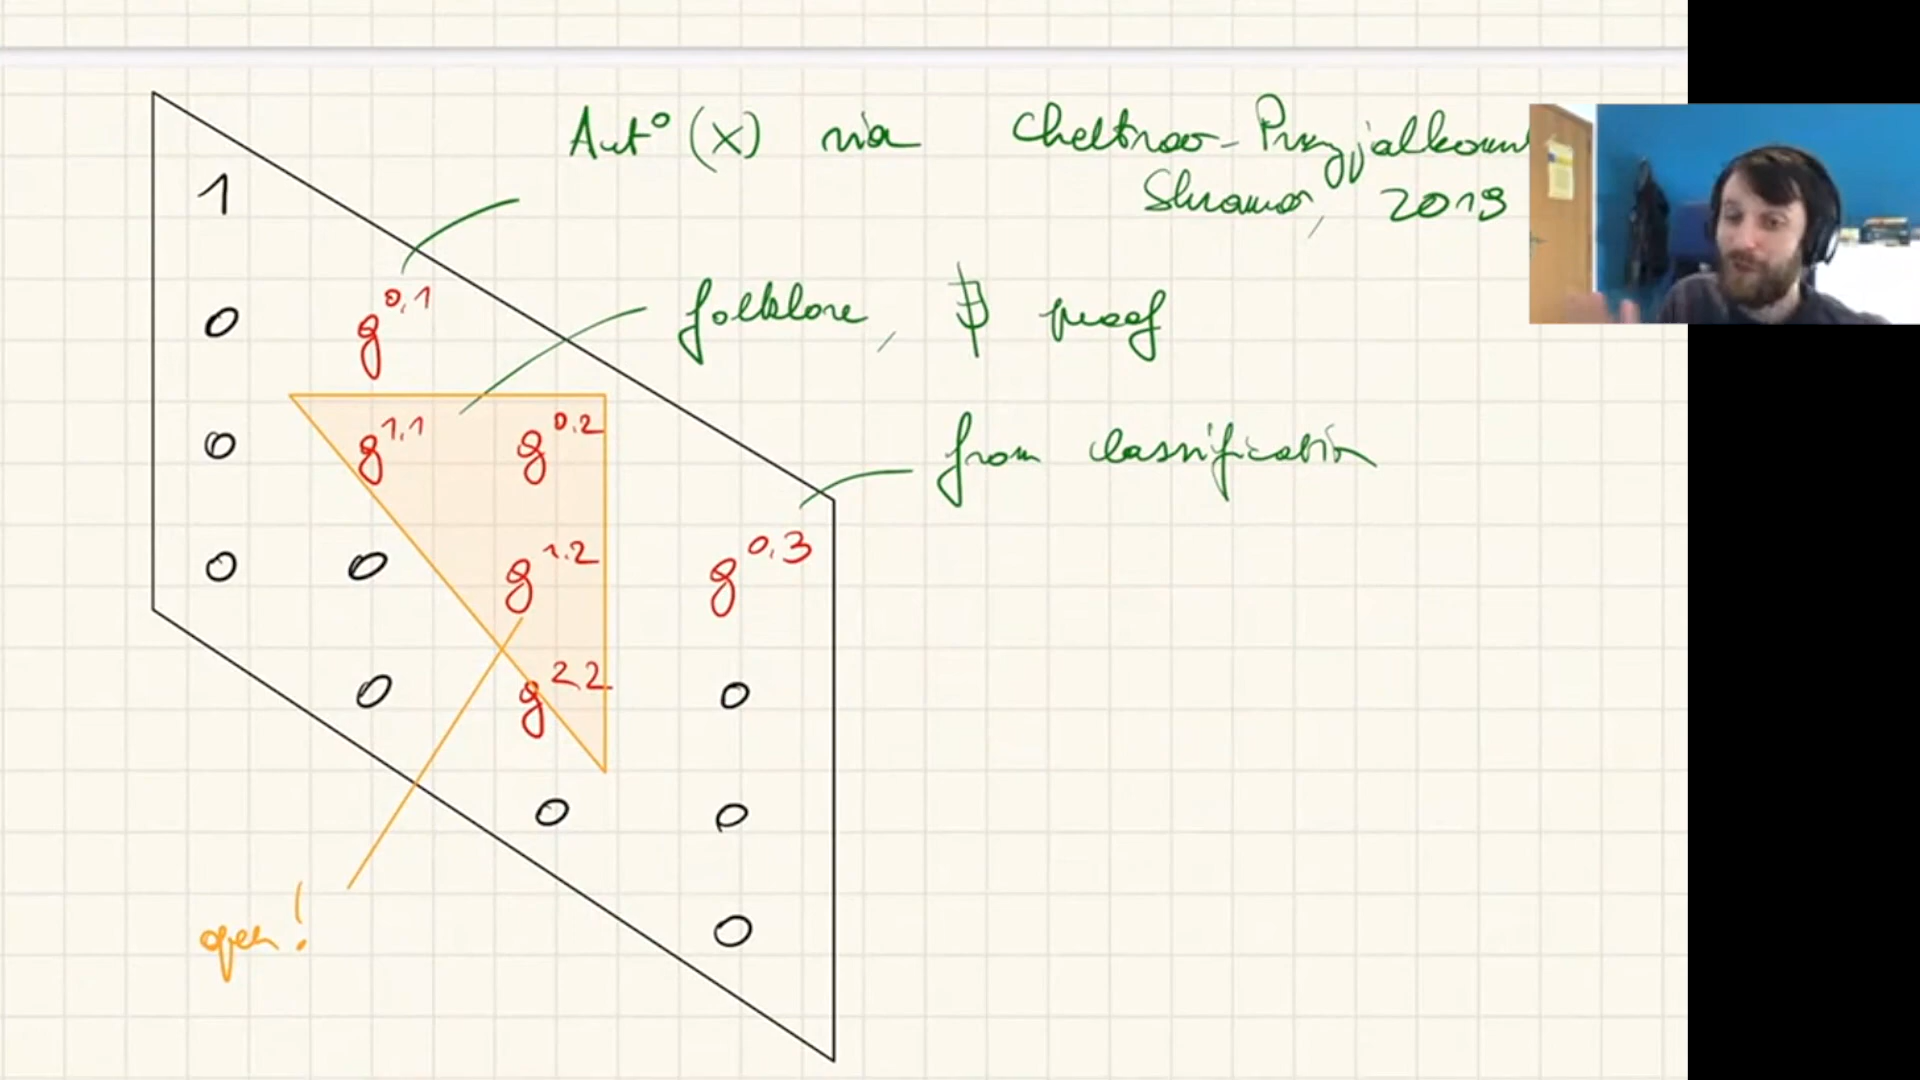 Aut° (X) via Cheltsov-Przyjalkowsk
Shramov, 2019
1
0 g^0,1 folklore, ∄ proof
0 g^1,1 g^0,2 from classification
0 0 g^1,2 g^0,3
0 g^2,2 0
0 0
open! 0